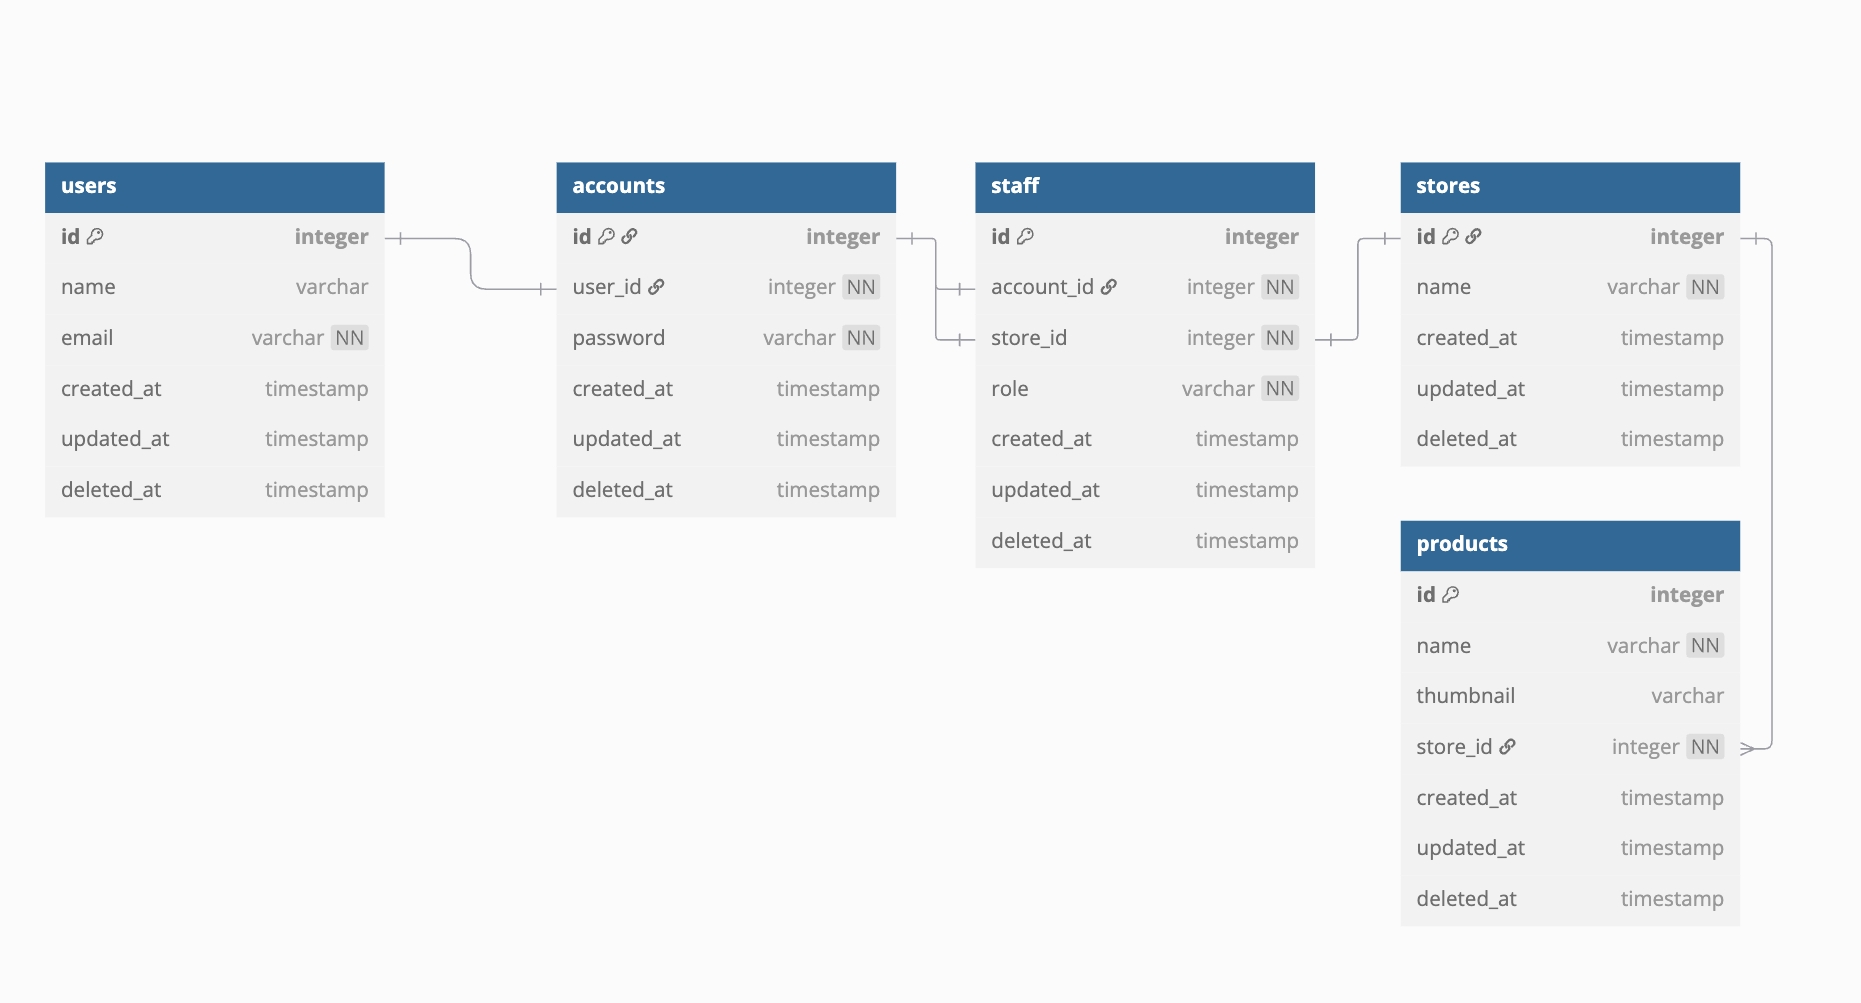 users
id integer
name varchar
email varchar NN
created_at timestamp
updated_at timestamp
deleted_at timestamp
accounts
id integer
user_id integer NN
password varchar NN
created_at timestamp
updated_at timestamp
deleted_at timestamp
staff
id integer
account_id integer NN
store_id integer NN
role varchar NN
created_at timestamp
updated_at timestamp
deleted_at timestamp
stores
id integer
name varchar NN
created_at timestamp
updated_at timestamp
deleted_at timestamp
products
id integer
name varchar NN
thumbnail varchar
store_id integer NN
created_at timestamp
updated_at timestamp
deleted_at timestamp